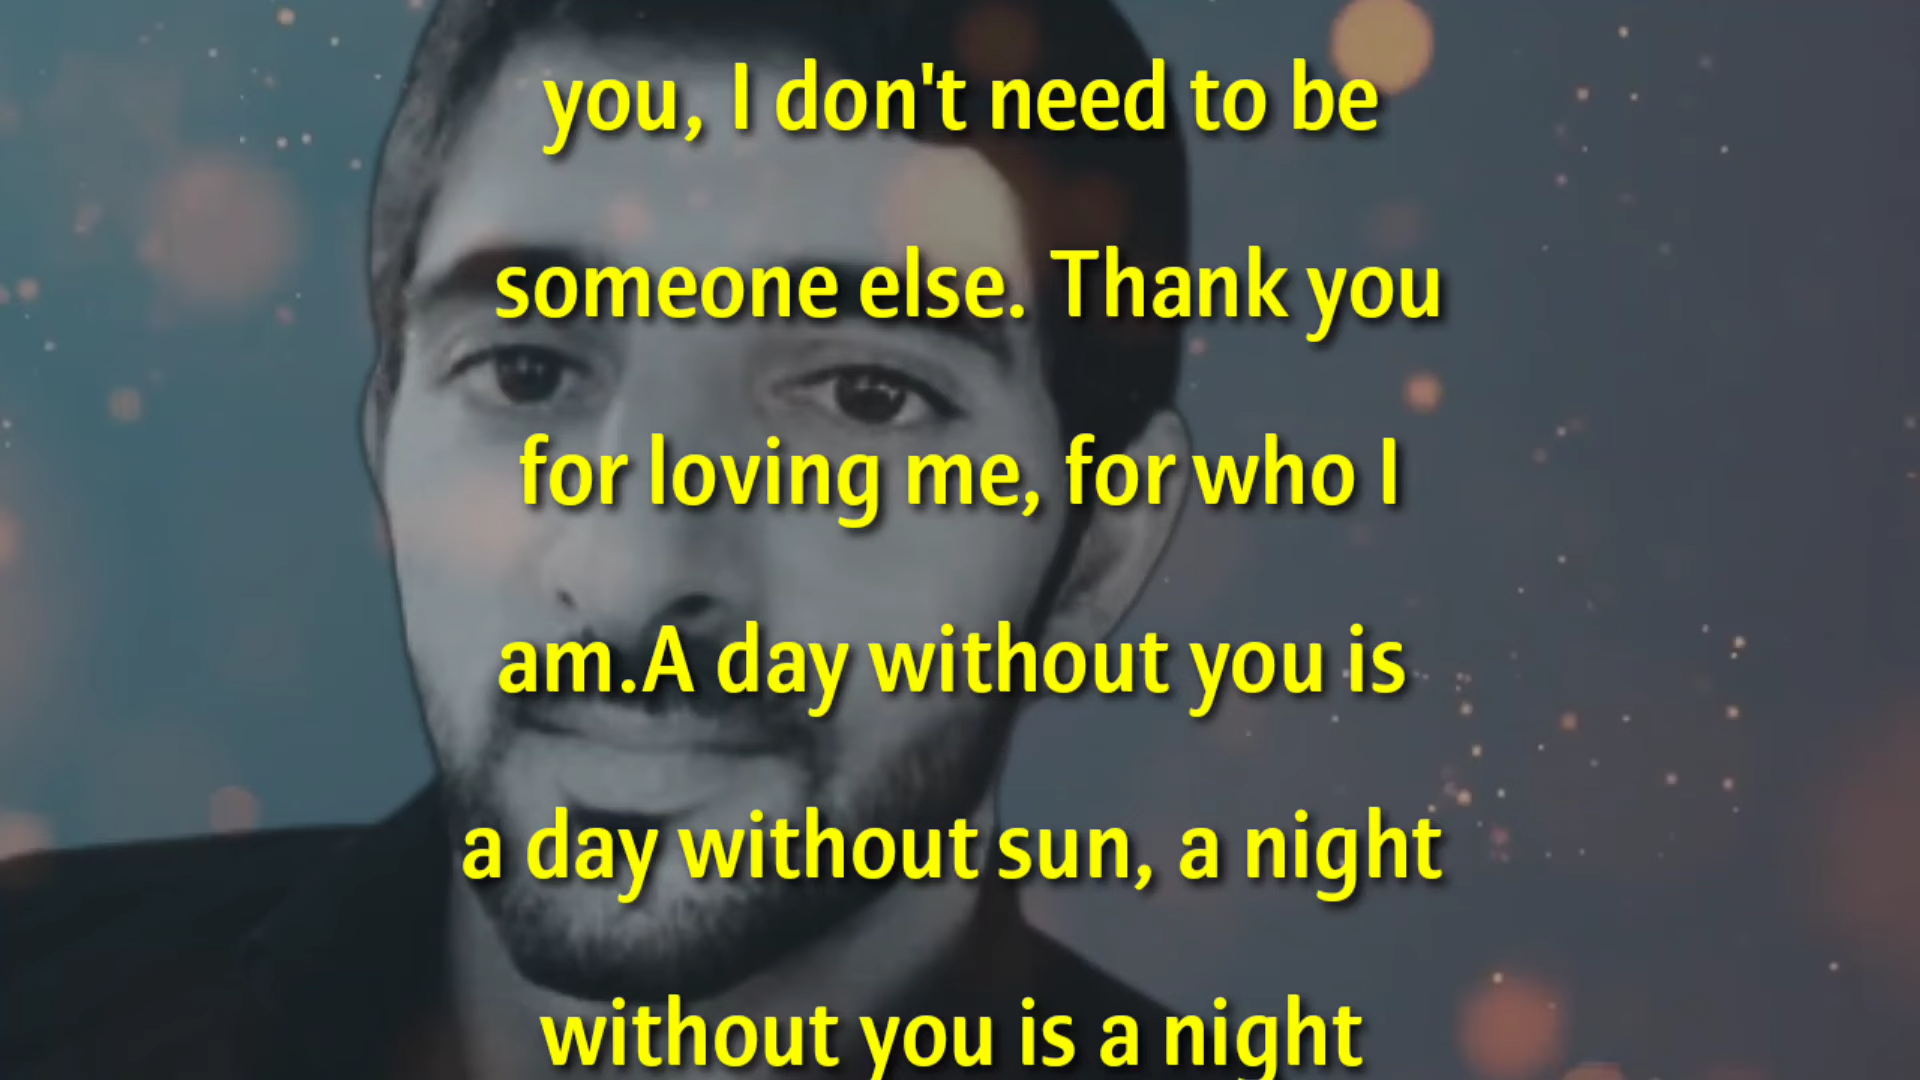 you, I don't need to be
someone else. Thank you
for loving me, for who I
am.A day without you is
a day without sun, a night
without you is a night